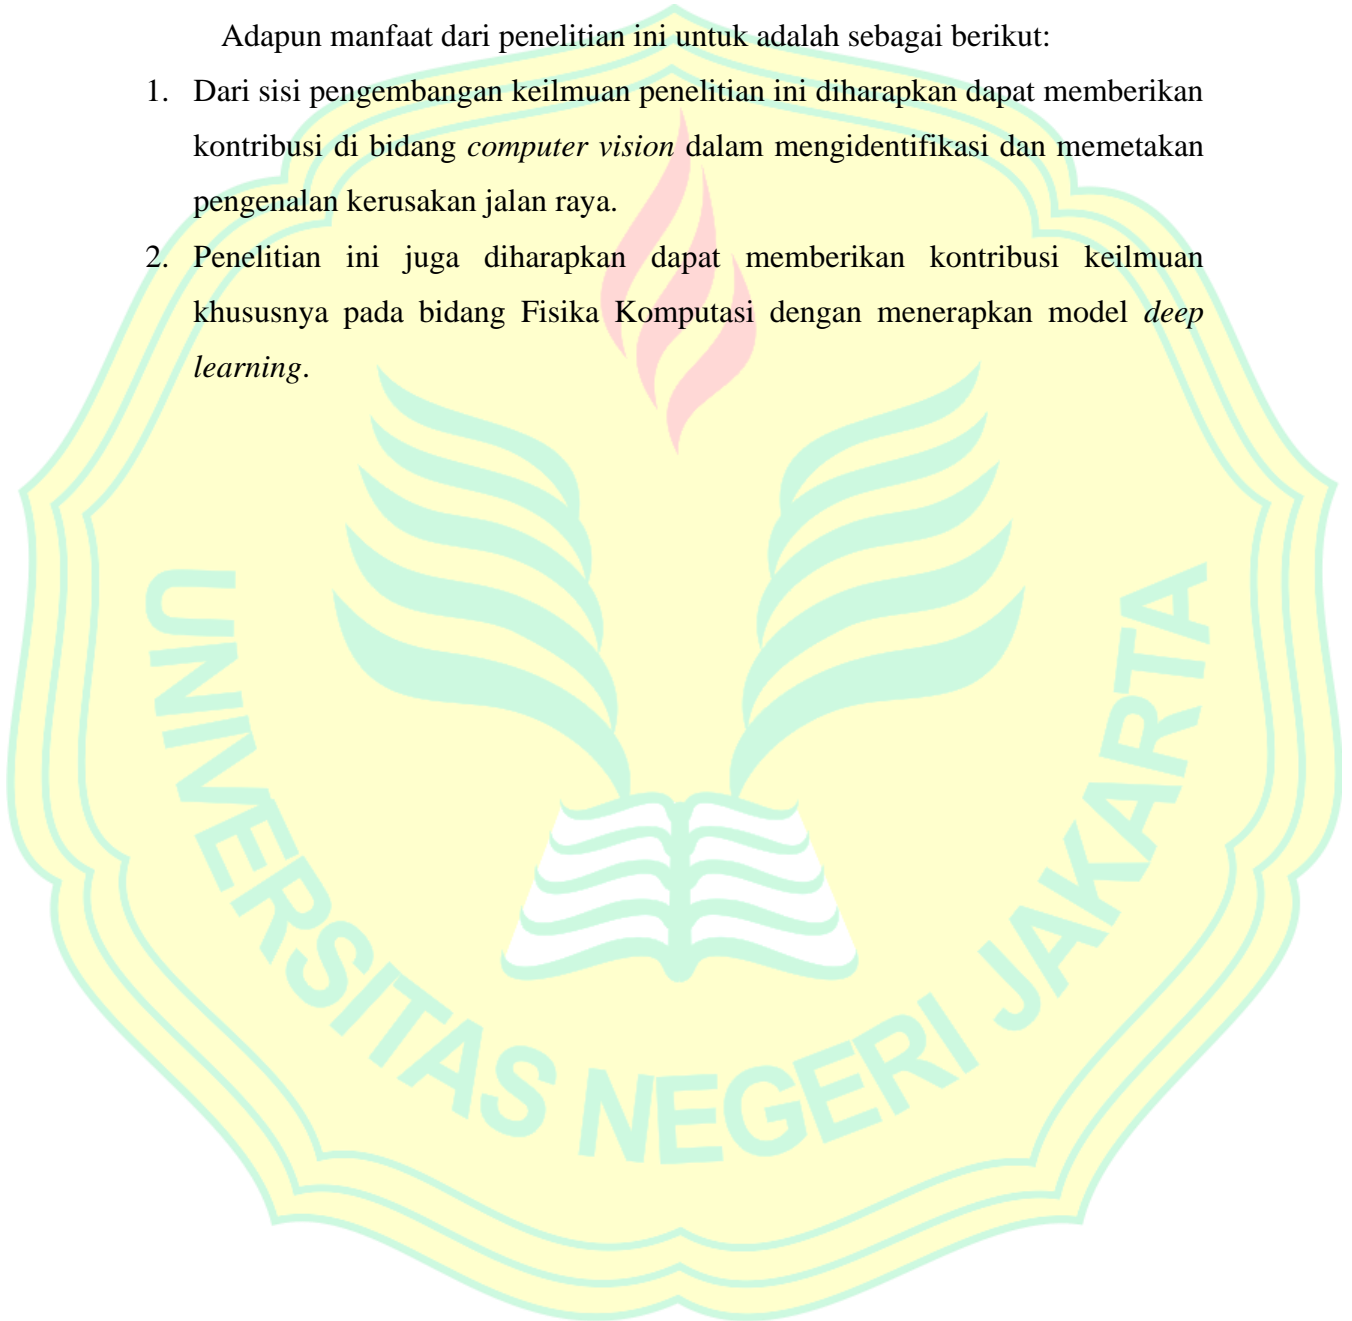 Adapun manfaat dari penelitian ini untuk adalah sebagai berikut:
1. Dari sisi pengembangan keilmuan penelitian ini diharapkan dapat memberikan
kontribusi di bidang computer vision dalam mengidentifikasi dan memetakan
pengenalan kerusakan jalan raya.
2. Penelitian ini juga diharapkan dapat memberikan kontribusi keilmuan
khususnya pada bidang Fisika Komputasi dengan menerapkan model deep
learning.
UNIVERSITAS NEGERI JAKARTA